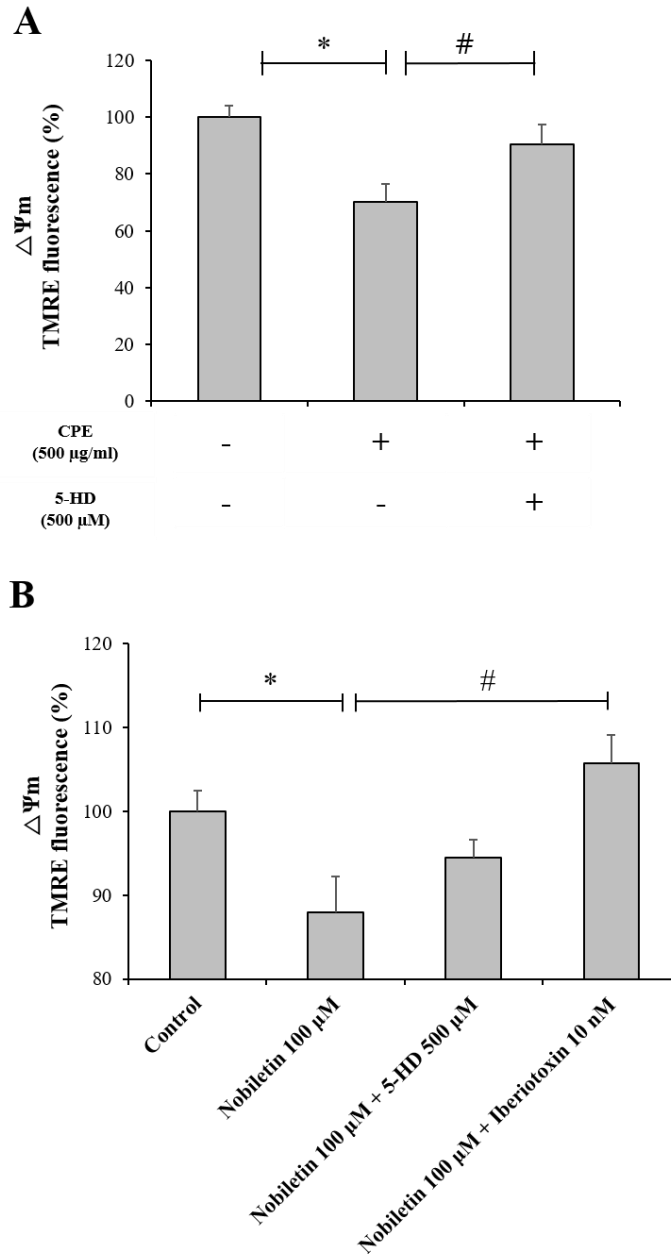 A
* #
120
100
80
60
40
20
0
△Ψm
TMRE fluorescence (%)
CPE
(500 μg/ml)
- + +
5-HD
(500 μM)
- - +
B
* #
120
110
100
90
80
△Ψm
TMRE fluorescence (%)
Control
Nobiletin 100 μM
Nobiletin 100 μM + 5-HD 500 μM
Nobiletin 100 μM + Iberiotoxin 10 nM